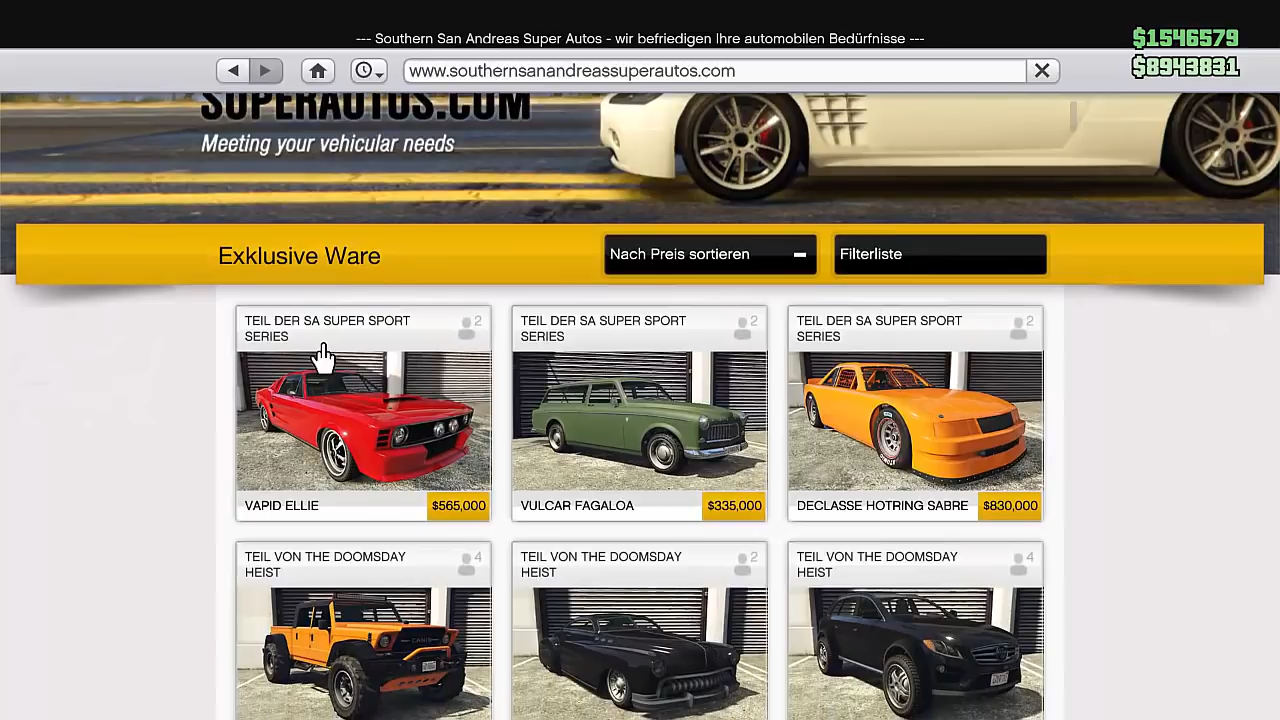 --- Southern San Andreas Super Autos - wir befriedigen Ihre automobilen Bedürfnisse ---
$1546579
$8943831
www.southernsanandreassuperautos.com
SUPERAUTOS.COM
Meeting your vehicular needs
Exklusive Ware
Nach Preis sortieren
Filterliste
TEIL DER SA SUPER SPORT
SERIES
2
VAPID ELLIE
$565,000
TEIL DER SA SUPER SPORT
SERIES
2
VULCAR FAGALOA
$335,000
TEIL DER SA SUPER SPORT
SERIES
2
DECLASSE HOTRING SABRE
$830,000
TEIL VON THE DOOMSDAY
HEIST
4
CANIS
TEIL VON THE DOOMSDAY
HEIST
2
TEIL VON THE DOOMSDAY
HEIST
4